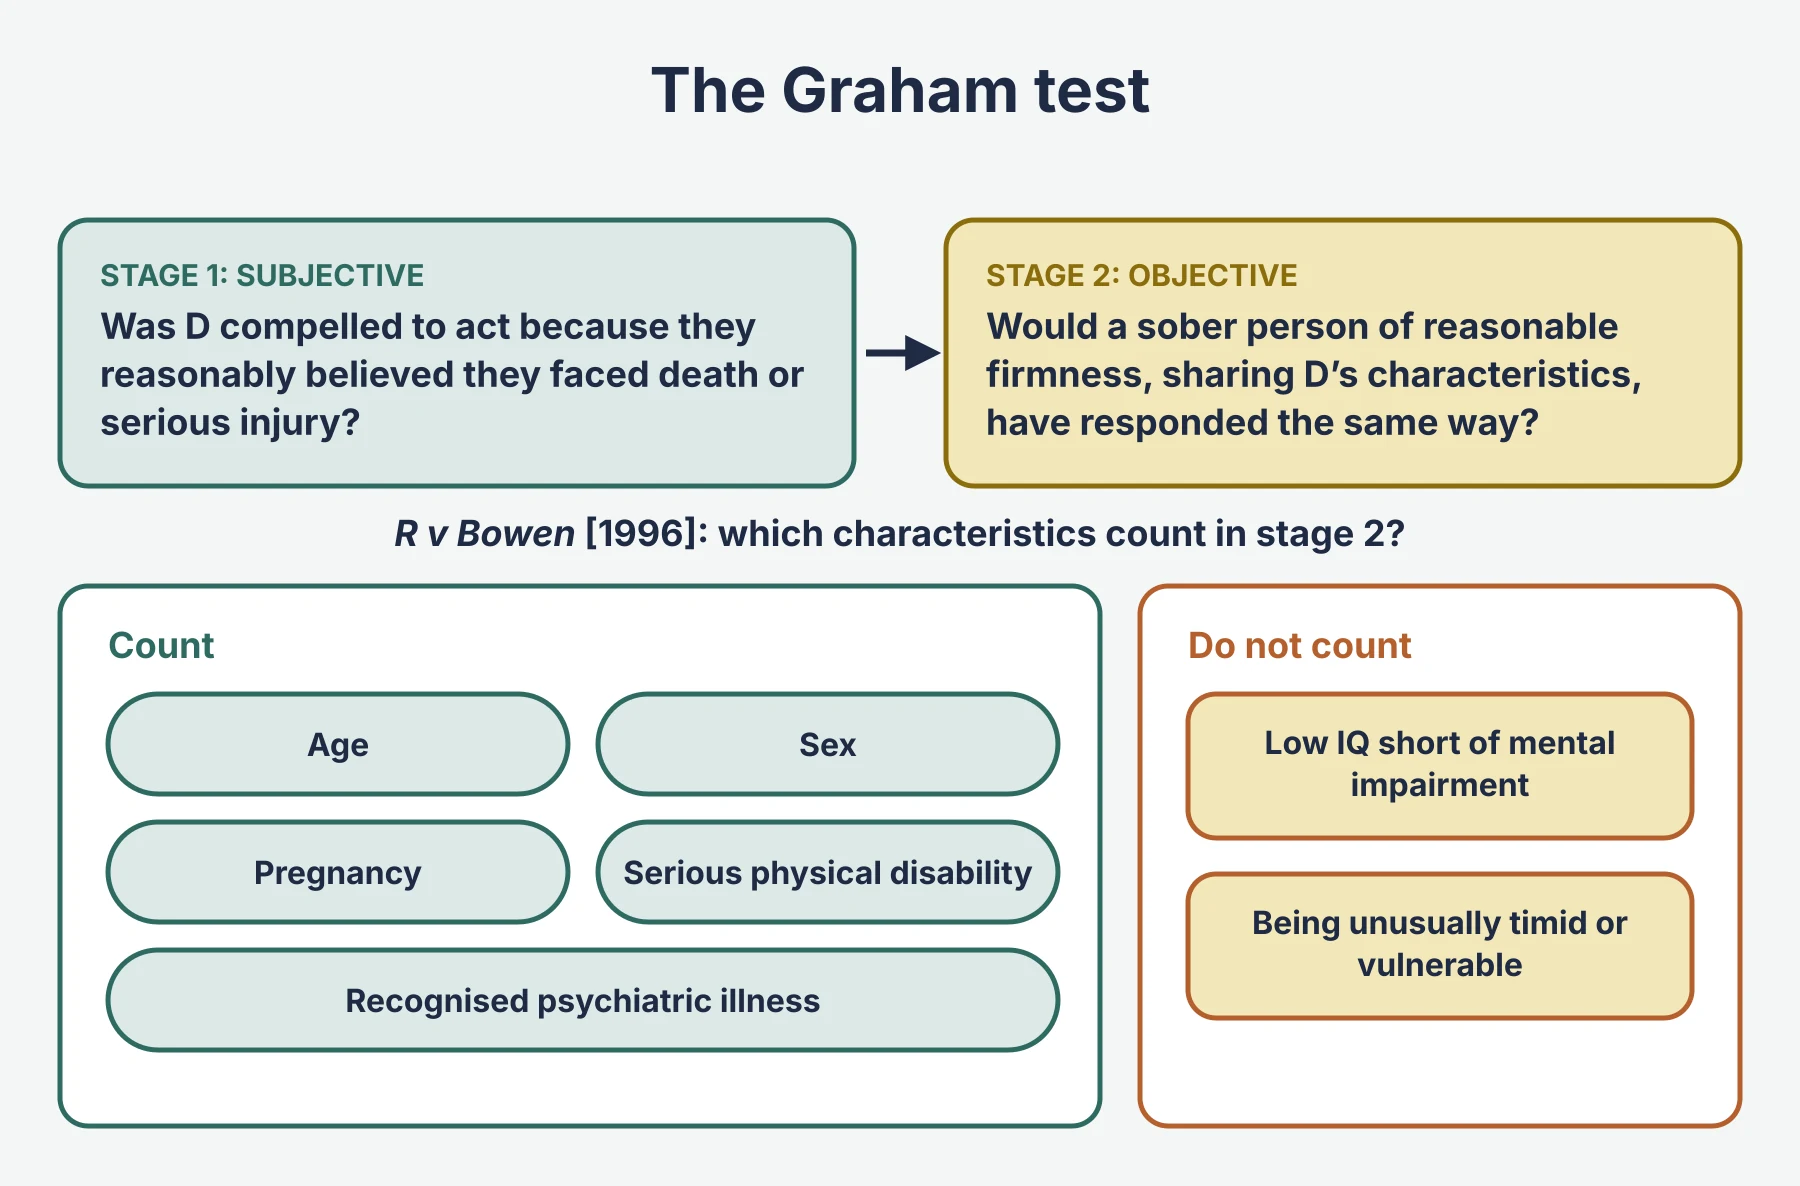 The Graham test
STAGE 1: SUBJECTIVE
Was D compelled to act because they
reasonably believed they faced death or
serious injury?
STAGE 2: OBJECTIVE
Would a sober person of reasonable
firmness, sharing D’s characteristics,
have responded the same way?
R v Bowen [1996]: which characteristics count in stage 2?
Count
Age
Sex
Pregnancy
Serious physical disability
Recognised psychiatric illness
Do not count
Low IQ short of mental
impairment
Being unusually timid or
vulnerable